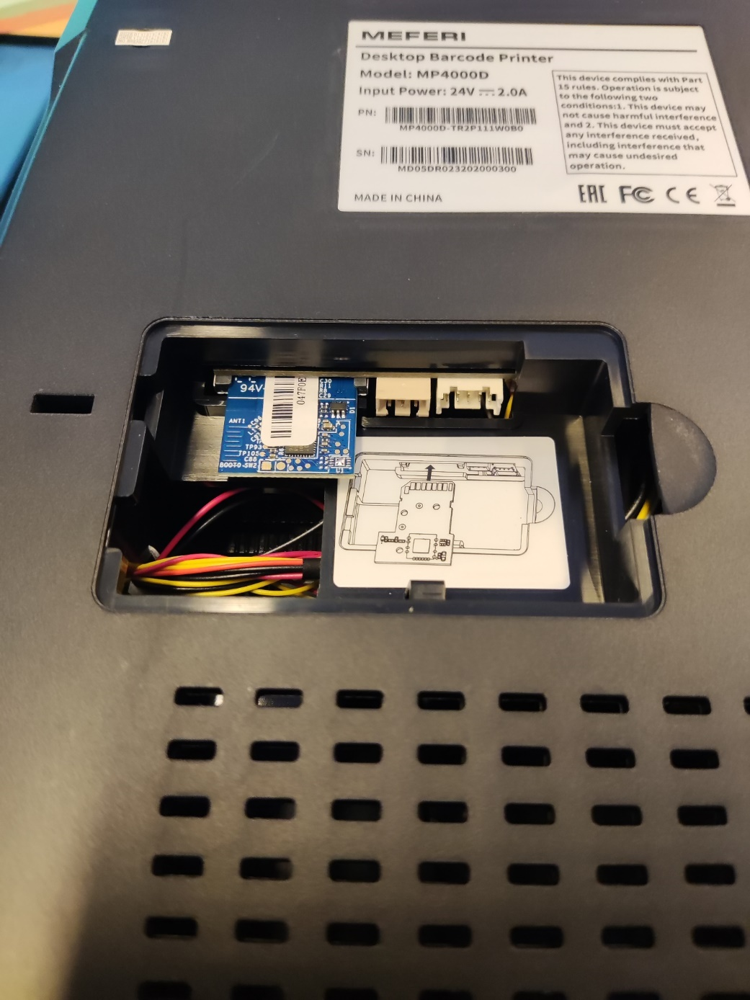 MEFERI
Desktop Barcode Printer
Model: MP4000D
Input Power: 24V ⎓ 2.0A
PN:
MP4000D-TR2P111W0B0
SN:
MD05DR023202000300
MADE IN CHINA
This device complies with Part
15 rules. Operation is subject
to the following two
conditions:1. This device may
not cause harmful interference
and 2. This device must accept
any interference received,
including interference that
may cause undesired
operation.
EAC FC CE
94V-
047F0E
C30
R11
R8
C29
D1
ANT1
TP93
TP105
C88
BOOT0-SW2